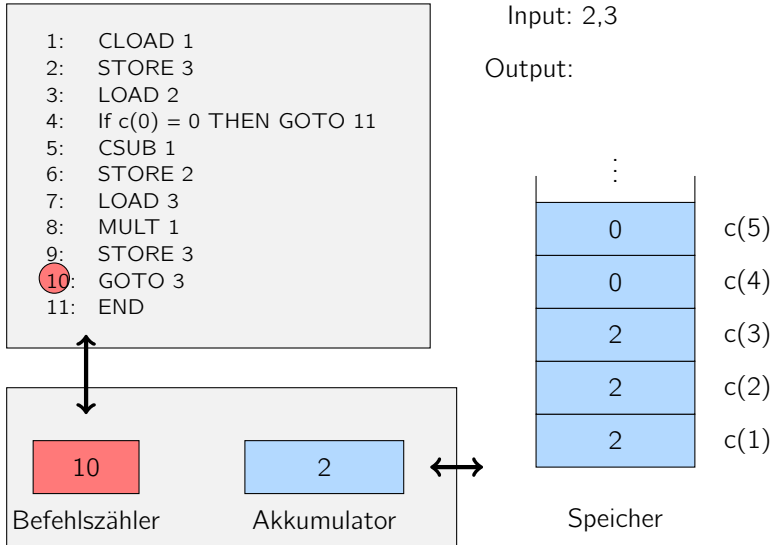 1: CLOAD 1
2: STORE 3
3: LOAD 2
4: If c(0) = 0 THEN GOTO 11
5: CSUB 1
6: STORE 2
7: LOAD 3
8: MULT 1
9: STORE 3
10: GOTO 3
11: END
Input: 2,3
Output:
⋮
0 c(5)
0 c(4)
2 c(3)
2 c(2)
2 c(1)
10
2
Befehlszähler
Akkumulator
Speicher